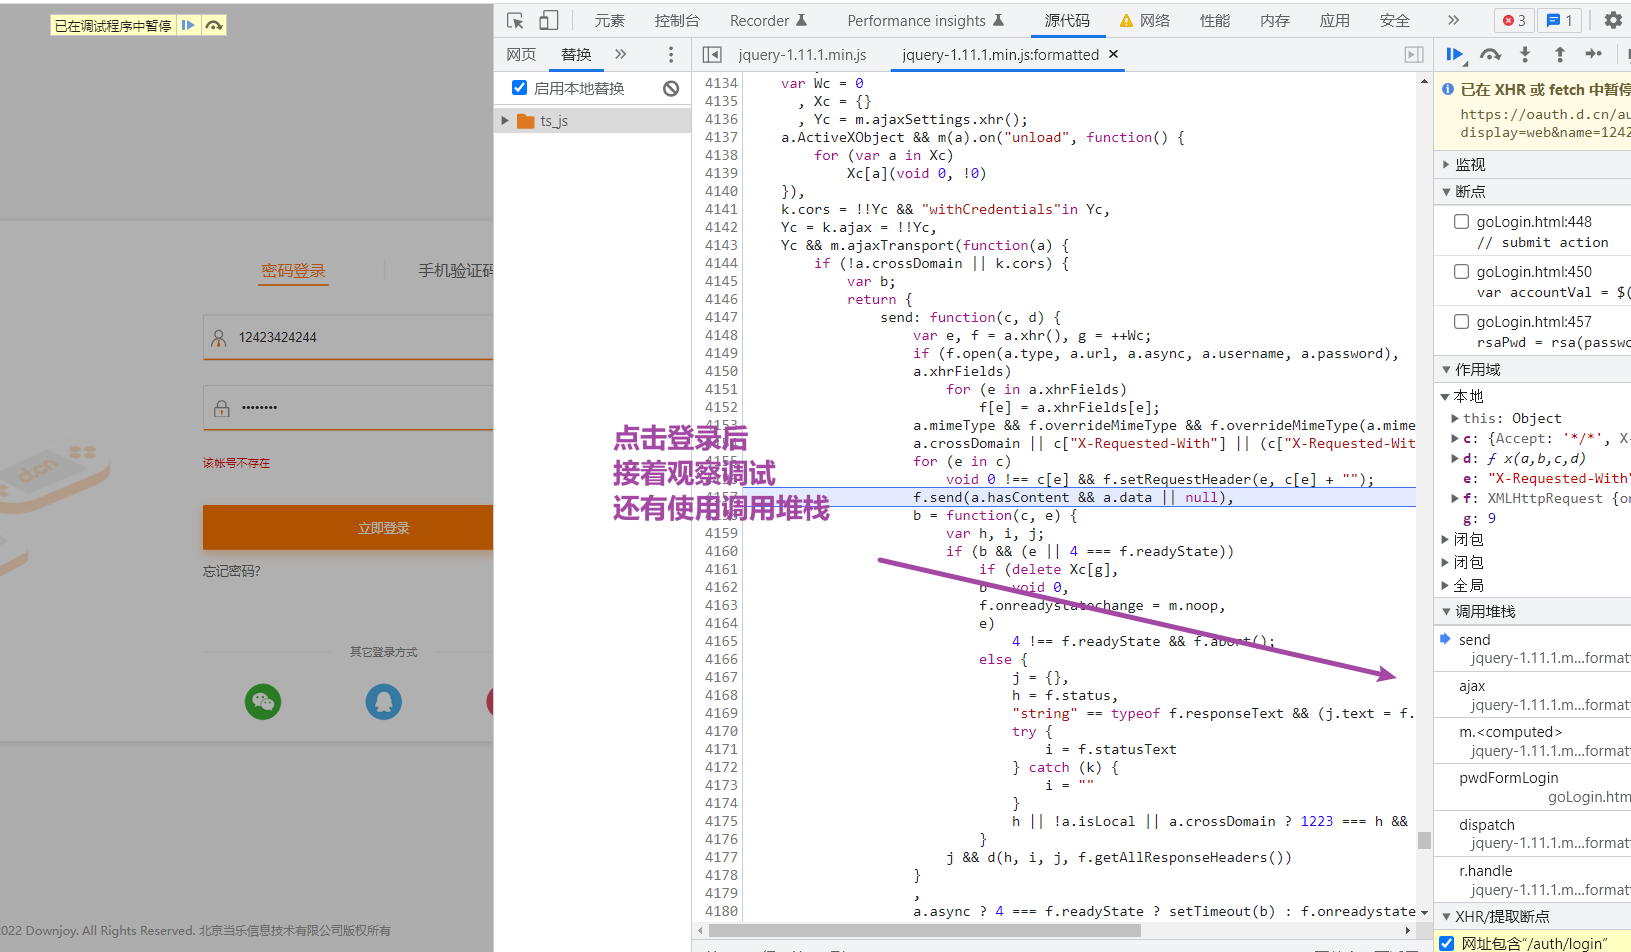 已在调试程序中暂停
密码登录
手机验证码
12423424244
••••••••
该帐号不存在
立即登录
忘记密码?
其它登录方式
d.cn
2022 Downjoy. All Rights Reserved. 北京当乐信息技术有限公司版权所有
元素 控制台 Recorder Performance insights 源代码 网络 性能 内存 应用 安全 » 3 1
网页 替换 »
启用本地替换
ts_js
jquery-1.11.1.min.js jquery-1.11.1.min.js:formatted ×
4134 var Wc = 0
4135 , Xc = {}
4136 , Yc = m.ajaxSettings.xhr();
4137 a.ActiveXObject && m(a).on("unload", function() {
4138 for (var a in Xc)
4139 Xc[a](void 0, !0)
4140 }),
4141 k.cors = !!Yc && "withCredentials"in Yc,
4142 Yc = k.ajax = !!Yc,
4143 Yc && m.ajaxTransport(function(a) {
4144 if (!a.crossDomain || k.cors) {
4145 var b;
4146 return {
4147 send: function(c, d) {
4148 var e, f = a.xhr(), g = ++Wc;
4149 if (f.open(a.type, a.url, a.async, a.username, a.password),
4150 a.xhrFields)
4151 for (e in a.xhrFields)
4152 f[e] = a.xhrFields[e];
4153 a.mimeType && f.overrideMimeType && f.overrideMimeType(a.mime
a.crossDomain || c["X-Requested-With"] || (c["X-Requested-Wit
4155 for (e in c)
void 0 !== c[e] && f.setRequestHeader(e, c[e] + "");
4157 f.send(a.hasContent && a.data || null),
b = function(c, e) {
4159 var h, i, j;
4160 if (b && (e || 4 === f.readyState))
4161 if (delete Xc[g],
4162 b = void 0,
4163 f.onreadystatechange = m.noop,
4164 e)
4165 4 !== f.readyState && f.abort();
4166 else {
4167 j = {},
4168 h = f.status,
4169 "string" == typeof f.responseText && (j.text = f.
4170 try {
4171 i = f.statusText
4172 } catch (k) {
4173 i = ""
4174 }
4175 h || !a.isLocal || a.crossDomain ? 1223 === h &&
4176 }
4177 j && d(h, i, j, f.getAllResponseHeaders())
4178 }
4179 ,
4180 a.async ? 4 === f.readyState ? setTimeout(b) : f.onreadystate
点击登录后
接着观察调试
还有使用调用堆栈
已在 XHR 或 fetch 中暂停
https://oauth.d.cn/au
display=web&name=1242
监视
断点
goLogin.html:448
// submit action
goLogin.html:450
var accountVal = $(
goLogin.html:457
rsaPwd = rsa(passwo
作用域
本地
this: Object
c: {Accept: '*/*', X-
d: ƒ x(a,b,c,d)
e: "X-Requested-With"
f: XMLHttpRequest {on
g: 9
闭包
闭包
全局
调用堆栈
send
jquery-1.11.1.m…formatt
ajax
jquery-1.11.1.m…formatt
m.<computed>
jquery-1.11.1.m…formatt
pwdFormLogin
goLogin.htm
dispatch
jquery-1.11.1.m…formatt
r.handle
jquery-1.11.1.m…formatt
XHR/提取断点
网址包含"/auth/login"